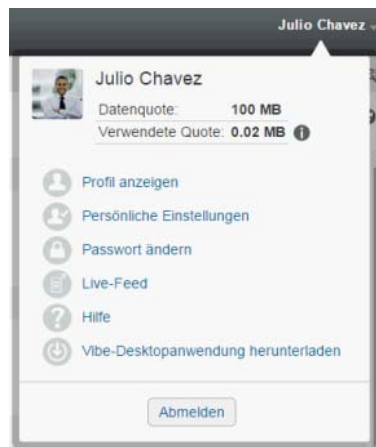 Julio Chavez
Julio Chavez
Datenquote: 100 MB
Verwendete Quote: 0.02 MB
Profil anzeigen
Persönliche Einstellungen
Passwort ändern
Live-Feed
Hilfe
Vibe-Desktopanwendung herunterladen
Abmelden